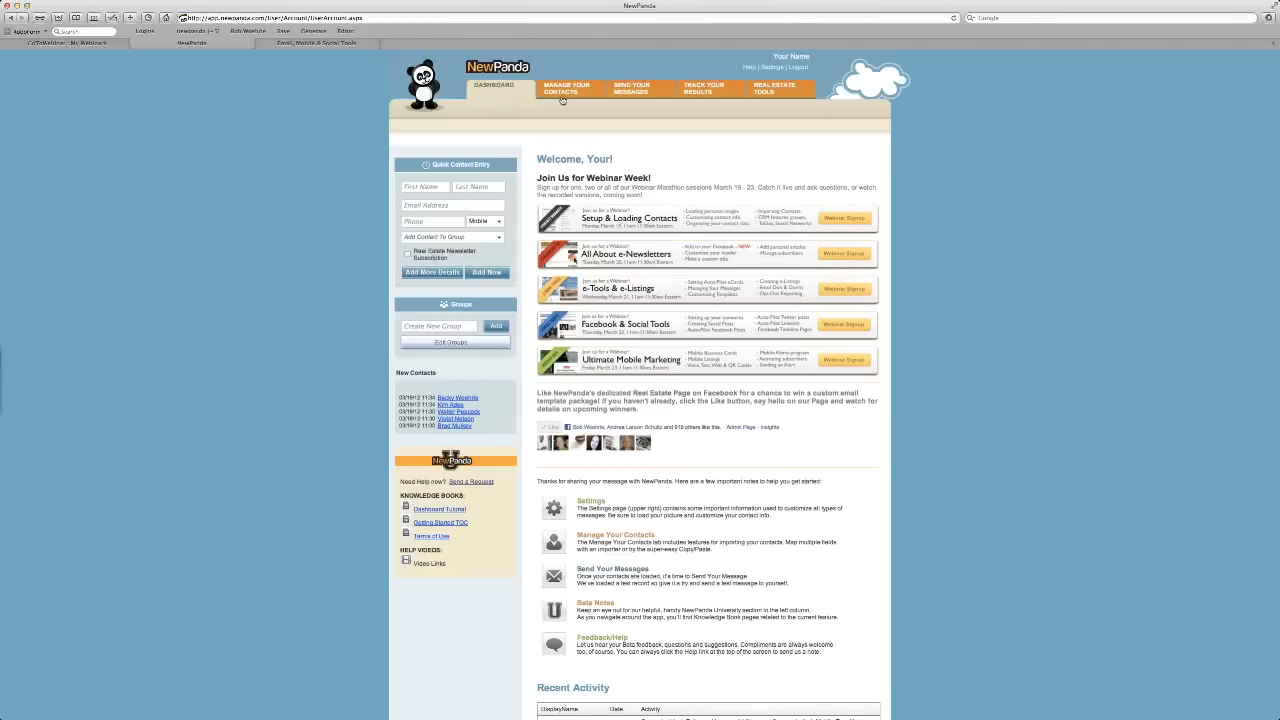 NewPanda
http://app.newpanda.com/User/Account/UserAccount.aspx
Google
RoboForm
Search
Logins
newpanda (~5)
Bob Woehrle
Save
Generate
Editor
GoToWebinar : My Webinars
NewPanda
Email, Mobile & Social Tools
Your Name
Help | Settings | Logout
NewPanda
DASHBOARD
MANAGE YOUR
CONTACTS
SEND YOUR
MESSAGES
TRACK YOUR
RESULTS
REAL ESTATE
TOOLS
Quick Contact Entry
First Name
Last Name
Email Address
Phone
Mobile
Add Contact To Group
Real Estate Newsletter
Subscription
Add More Details
Add Now
Groups
Create New Group
Add
Edit Groups
New Contacts
03/19/12 11:34 Becky Woehrle
03/19/12 11:34 Kim Ades
03/19/12 11:30 Walter Peacock
03/19/12 11:30 Violet Nelson
03/19/12 11:30 Brad Mulkey
NewPanda
Need Help now? Send a Request.
KNOWLEDGE BOOKS:
Dashboard Tutorial
Getting Started TOC
Terms of Use
HELP VIDEOS:
Video Links
Welcome, Your!
Join Us for Webinar Week!
Sign up for one, two or all of our Webinar Marathon sessions March 19 - 23. Catch it live and ask questions, or watch
the recorded versions, coming soon!
Join us for a Webinar!
Setup & Loading Contacts
Monday, March 19, 11am-11:30am Eastern
- Loading personal images
- Customizing contact info
- Organizing your contact data
- Importing Contacts
- CRM features: groups,
ToDos, Social Networks
Webinar Signup
Join us for a Webinar!
All About e-Newsletters
Tuesday, March 20, 11am-11:30am Eastern
- Add to your Facebook - NEW
- Customize your header
- Make a custom title
- Add personal articles
- Manage subscribers
Webinar Signup
Join us for a Webinar!
e-Tools & e-Listings
Wednesday, March 21, 11am-11:30am Eastern
- Setting Auto-Pilot eCards
- Managing Your Messages
- Customizing Templates
- Creating e-Listings
- Email Do's & Don'ts
- Opt-Out Reporting
Webinar Signup
Join us for a Webinar!
Facebook & Social Tools
Thursday, March 22, 11am-11:30am Eastern
- Setting up your networks
- Creating Social Posts
- Auto-Pilot Facebook Posts
- Auto-Pilot Twitter posts
- Auto-Pilot LinkedIn
- Facebook Timeline Pages
Webinar Signup
Join us for a Webinar!
Ultimate Mobile Marketing
Friday, March 23, 11am-11:30am Eastern
- Mobile Business Cards
- Mobile Listings
- Voice, Text, Web & QR Codes
- Mobile Alerts program
- Activating subscribers
- Sending an Alert
Webinar Signup
Like NewPanda's dedicated Real Estate Page on Facebook for a chance to win a custom email
template package! If you haven't already, click the Like button, say hello on our Page and watch for
details on upcoming winners.
Like
Bob Woehrle, Andrea Larson Schultz and 919 others like this. · Admin Page · Insights
Thanks for sharing your message with NewPanda. Here are a few important notes to help you get started:
Settings
The Settings page (upper right) contains some important information used to customize all types of
messages. Be sure to load your picture and customize your contact info.
Manage Your Contacts
The Manage Your Contacts tab includes features for importing your contacts. Map multiple fields
with an importer or try the super-easy Copy/Paste.
Send Your Messages
Once your contacts are loaded, it's time to Send Your Message.
We've loaded a test record so give it a try and send a test message to yourself.
U
Beta Notes
Keep an eye out for our helpful, handy NewPanda University section in the left column.
As you navigate around the app, you'll find Knowledge Book pages related to the current feature.
Feedback/Help
Let us hear your Beta feedback, questions and suggestions. Compliments are always welcome
too, of course. You can always click the Help link at the top of the screen to send us a note.
Recent Activity
DisplayName
Date
Activity